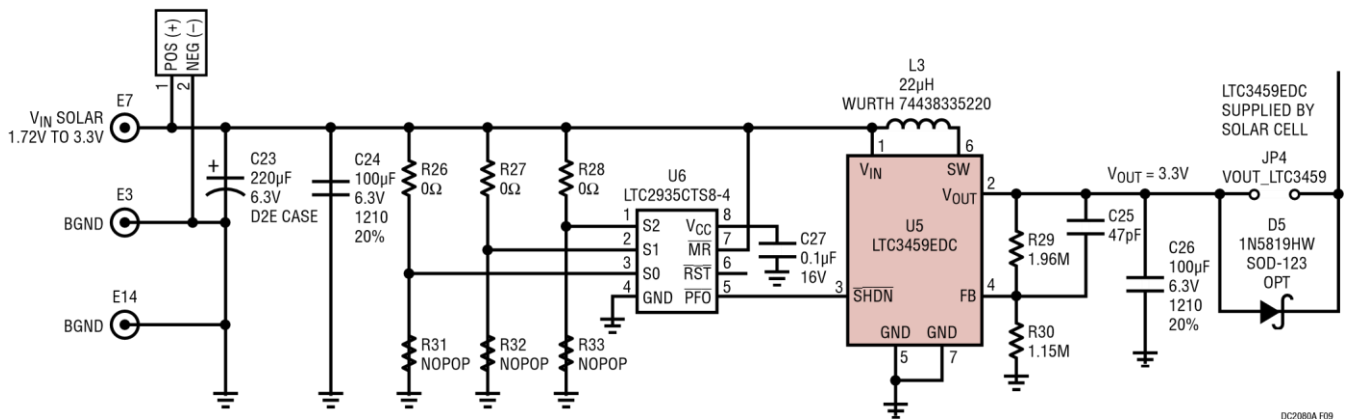 POS (+)
NEG (–)
1
2
E7
VIN SOLAR
1.72V TO 3.3V
E3
BGND
E14
BGND
+
C23
220µF
6.3V
D2E CASE
C24
100µF
6.3V
1210
20%
R26
0Ω
R27
0Ω
R28
0Ω
R31
NOPOP
R32
NOPOP
R33
NOPOP
U6
LTC2935CTS8-4
1
S2
2
S1
3
S0
4
GND
VCC
8
MR
7
RST
6
PFO
5
C27
0.1µF
16V
L3
22µH
WURTH 74438335220
1
6
VIN
SW
VOUT
2
U5
LTC3459EDC
3
SHDN
FB
4
GND
GND
5
7
R29
1.96M
R30
1.15M
C25
47pF
VOUT = 3.3V
C26
100µF
6.3V
1210
20%
LTC3459EDC
SUPPLIED BY
SOLAR CELL
JP4
VOUT_LTC3459
D5
1N5819HW
SOD-123
OPT
DC2080A F09